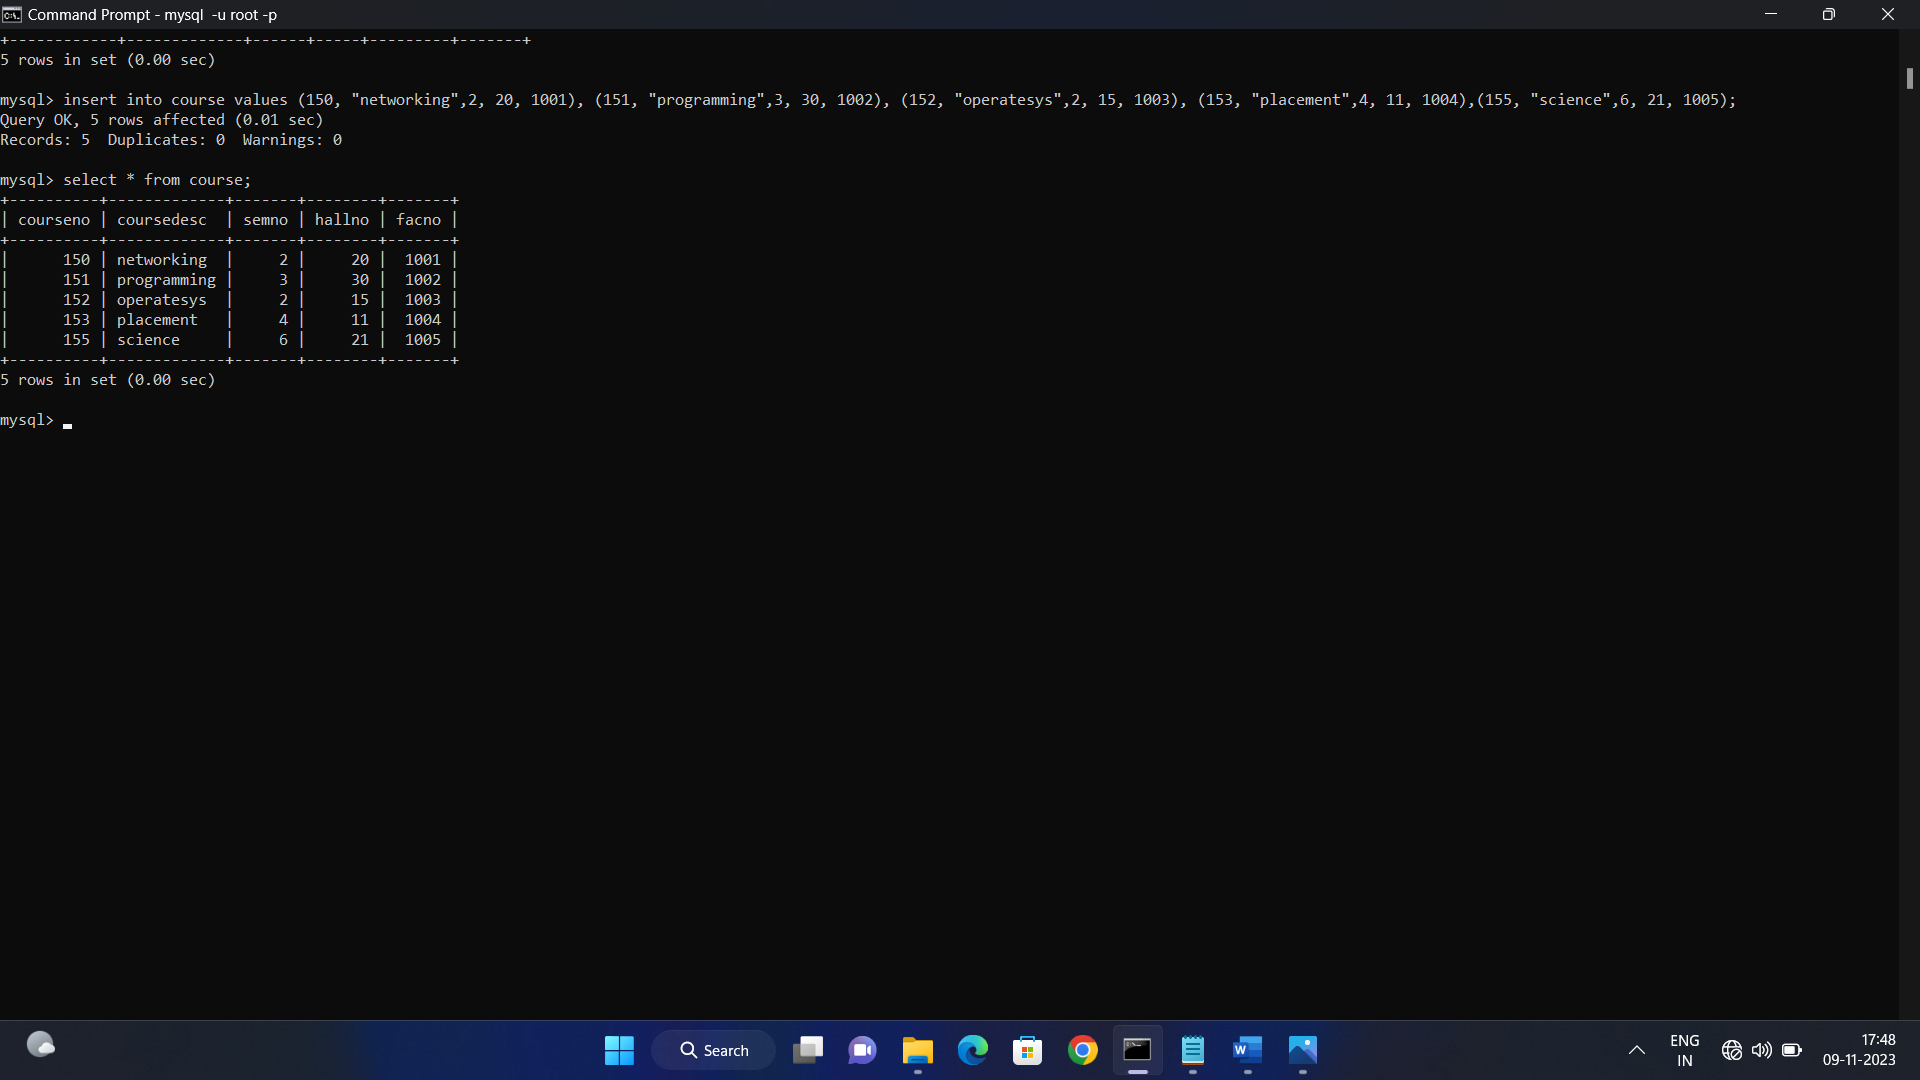 Command Prompt - mysql  -u root -p
+------------+-------------+------+-----+---------+-------+
5 rows in set (0.00 sec)
mysql> insert into course values (150, "networking",2, 20, 1001), (151, "programming",3, 30, 1002), (152, "operatesys",2, 15, 1003), (153, "placement",4, 11, 1004),(155, "science",6, 21, 1005);
Query OK, 5 rows affected (0.01 sec)
Records: 5  Duplicates: 0  Warnings: 0
mysql> select * from course;
+----------+-------------+-------+--------+-------+
| courseno | coursedesc  | semno | hallno | facno |
+----------+-------------+-------+--------+-------+
|      150 | networking  |     2 |     20 |  1001 |
|      151 | programming |     3 |     30 |  1002 |
|      152 | operatesys  |     2 |     15 |  1003 |
|      153 | placement   |     4 |     11 |  1004 |
|      155 | science     |     6 |     21 |  1005 |
+----------+-------------+-------+--------+-------+
5 rows in set (0.00 sec)
mysql>
Search
ENG
IN
17:48
09-11-2023